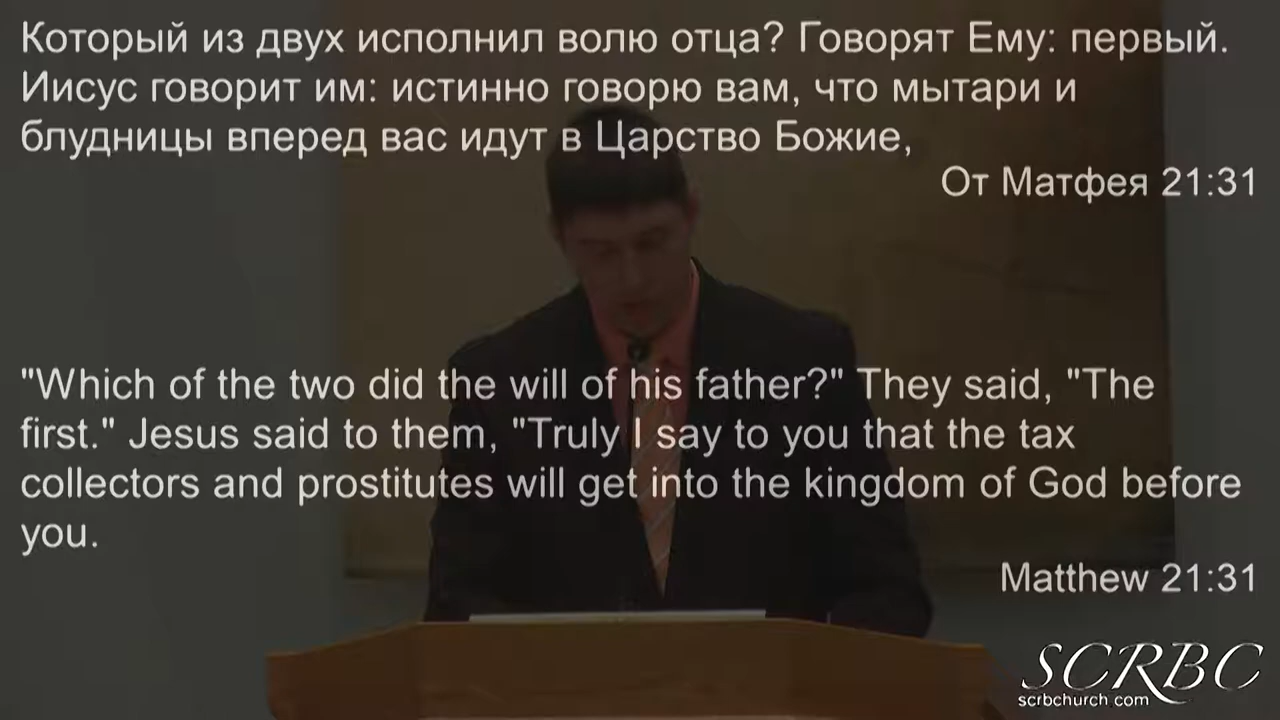 Который из двух исполнил волю отца? Говорят Ему: первый.
Иисус говорит им: истинно говорю вам, что мытари и
блудницы вперед вас идут в Царство Божие,
От Матфея 21:31
"Which of the two did the will of his father?" They said, "The
first." Jesus said to them, "Truly I say to you that the tax
collectors and prostitutes will get into the kingdom of God before
you.
Matthew 21:31
SCRBC
scrbchurch.com